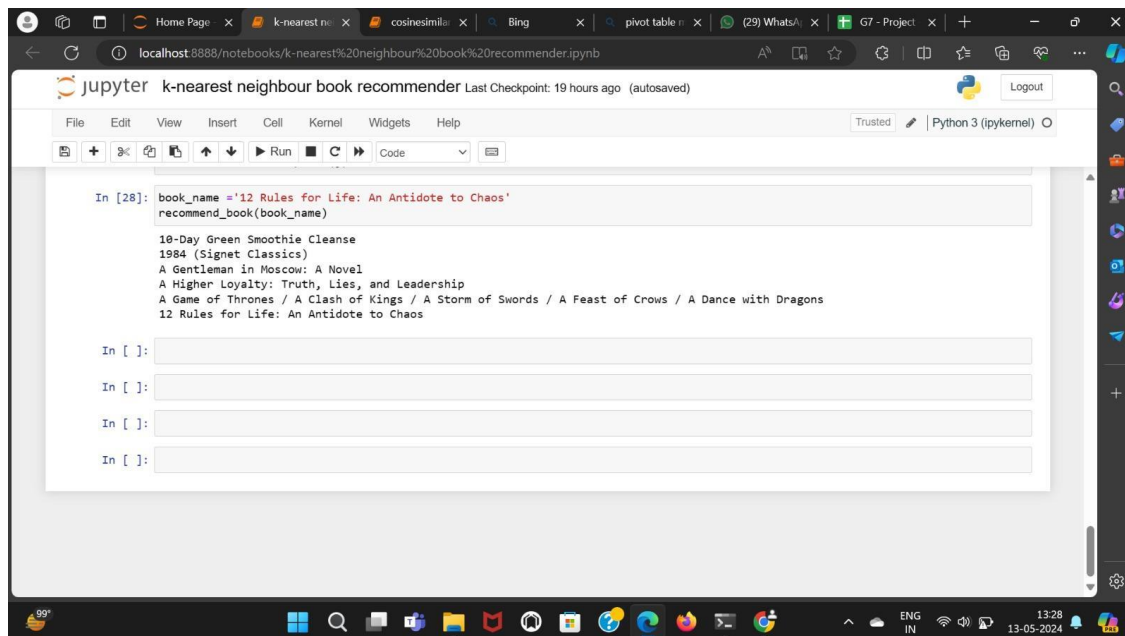 Home Page
k-nearest ne
cosinesimilar
Bing
pivot table m
(29) WhatsA
G7 - Project
localhost:8888/notebooks/k-nearest%20neighbour%20book%20recommender.ipynb
jupyter k-nearest neighbour book recommender Last Checkpoint: 19 hours ago (autosaved)
Logout
File Edit View Insert Cell Kernel Widgets Help
Trusted Python 3 (ipykernel)
Run Code
In [28]: book_name ='12 Rules for Life: An Antidote to Chaos'
recommend_book(book_name)
10-Day Green Smoothie Cleanse
1984 (Signet Classics)
A Gentleman in Moscow: A Novel
A Higher Loyalty: Truth, Lies, and Leadership
A Game of Thrones / A Clash of Kings / A Storm of Swords / A Feast of Crows / A Dance with Dragons
12 Rules for Life: An Antidote to Chaos
In [ ]:
In [ ]:
In [ ]:
In [ ]:
99°
ENG
IN
13:28
13-05-2024
PRE